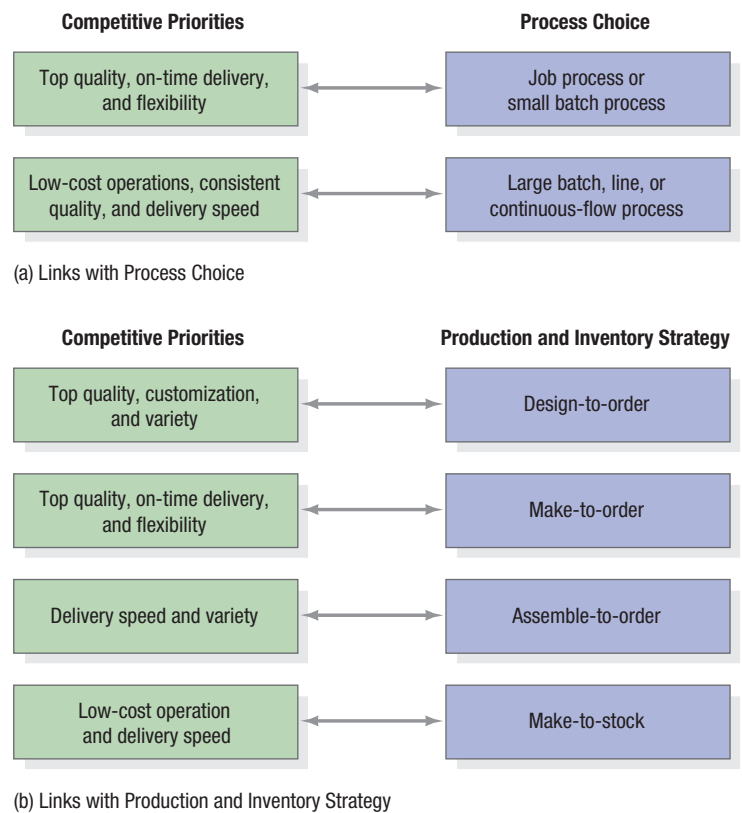 Competitive Priorities
Process Choice
Top quality, on-time delivery,
and flexibility
Job process or
small batch process
Low-cost operations, consistent
quality, and delivery speed
Large batch, line, or
continuous-flow process
(a) Links with Process Choice
Competitive Priorities
Production and Inventory Strategy
Top quality, customization,
and variety
Design-to-order
Top quality, on-time delivery,
and flexibility
Make-to-order
Delivery speed and variety
Assemble-to-order
Low-cost operation
and delivery speed
Make-to-stock
(b) Links with Production and Inventory Strategy